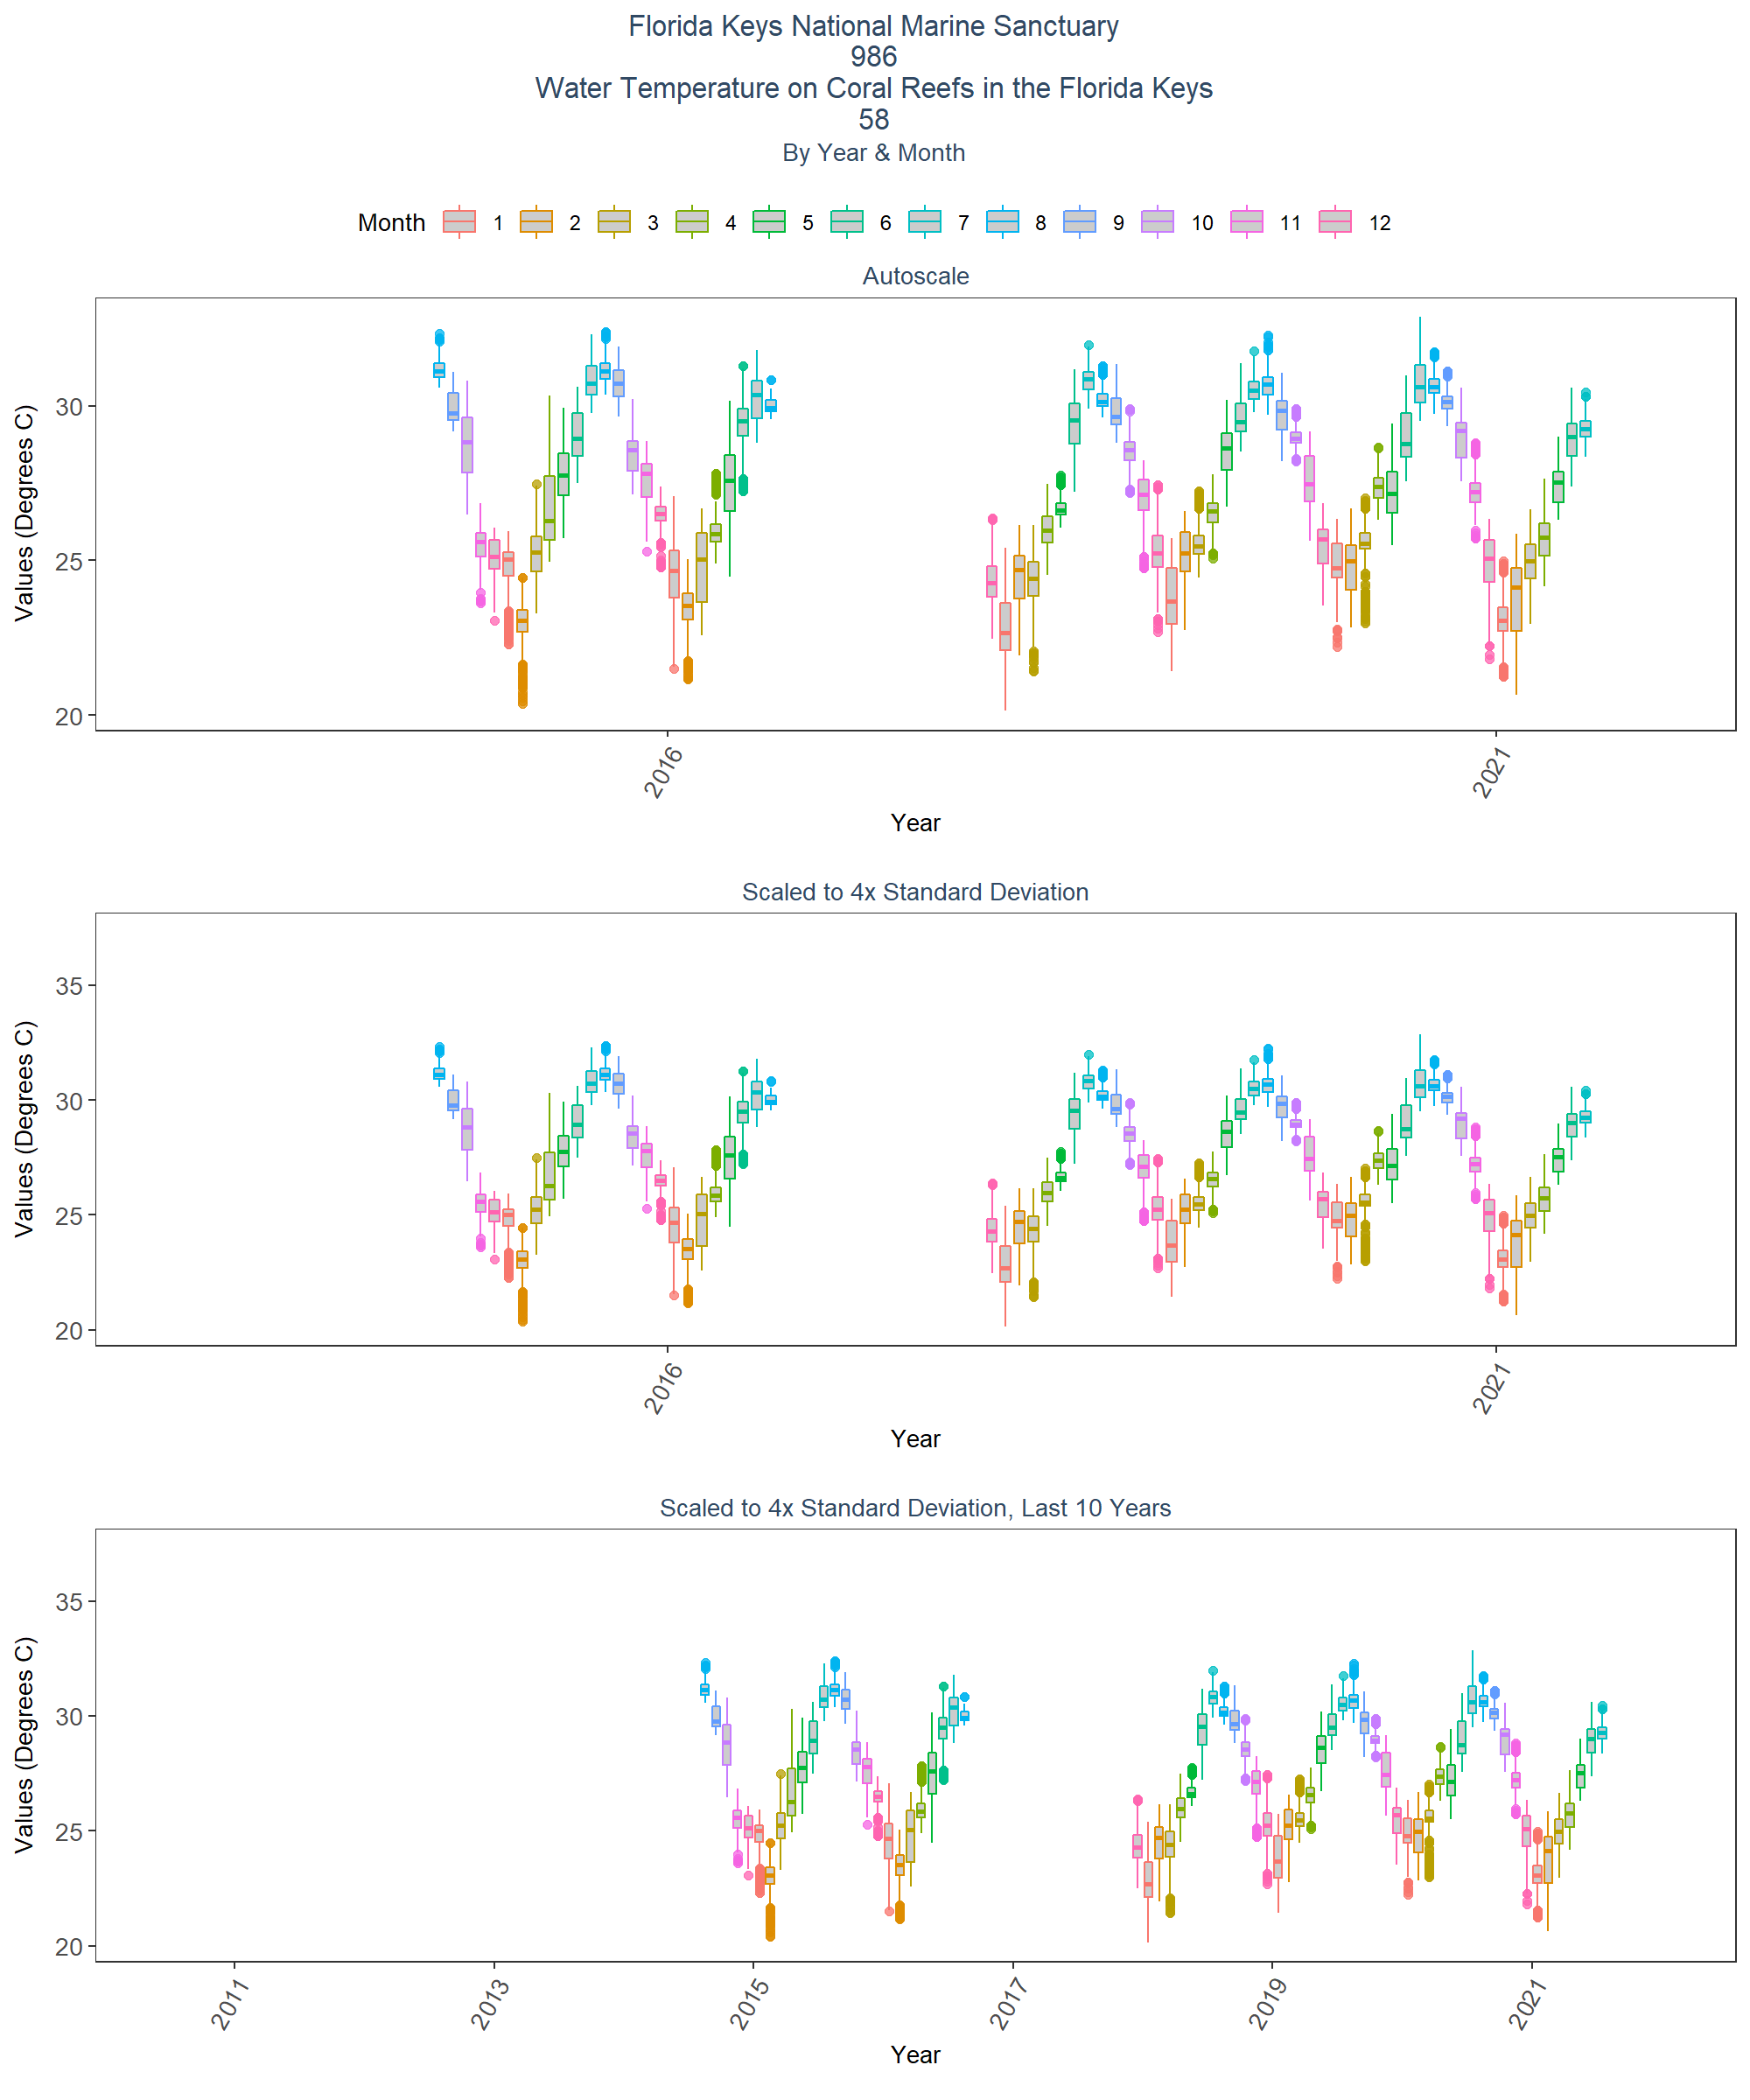 Florida Keys National Marine Sanctuary
986
Water Temperature on Coral Reefs in the Florida Keys
58
By Year & Month
Month 1 2 3 4 5 6 7 8 9 10 11 12
Autoscale
Values (Degrees C)
30
25
20
2016 2021
Year
Scaled to 4x Standard Deviation
Values (Degrees C)
35
30
25
20
2016 2021
Year
Scaled to 4x Standard Deviation, Last 10 Years
Values (Degrees C)
35
30
25
20
2011 2013 2015 2017 2019 2021
Year